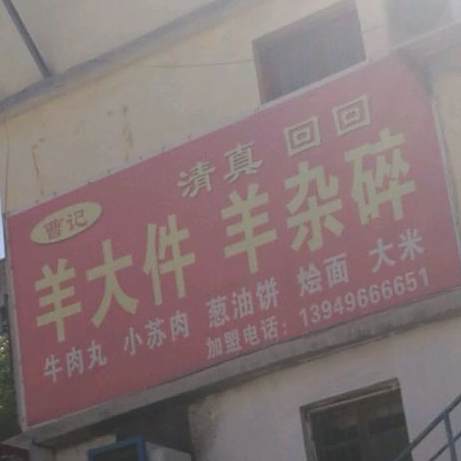 清真 回回
曹记
羊大件 羊杂碎
牛肉丸 小苏肉 葱油饼 烩面 大米
加盟电话：13949666651